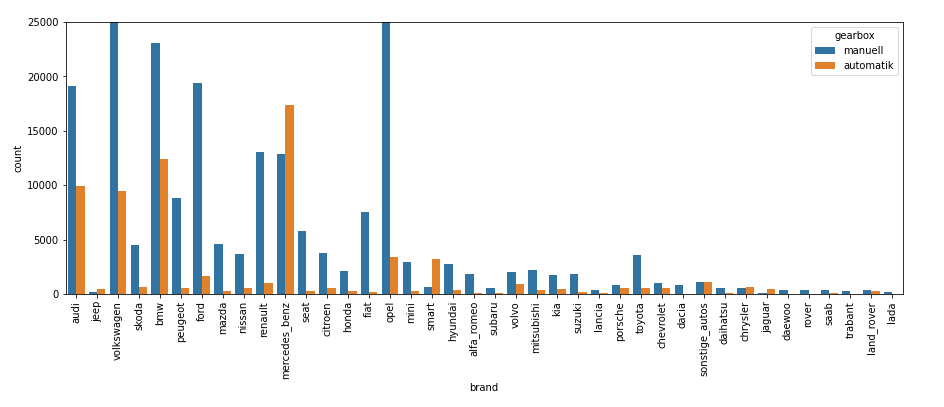 25000
20000
15000
10000
5000
0
count
gearbox
manuell
automatik
audi
jeep
volkswagen
skoda
bmw
peugeot
ford
mazda
nissan
renault
mercedes_benz
seat
citroen
honda
fiat
opel
mini
smart
hyundai
alfa_romeo
subaru
volvo
mitsubishi
kia
suzuki
lancia
porsche
toyota
chevrolet
dacia
sonstige_autos
daihatsu
chrysler
jaguar
daewoo
rover
saab
trabant
land_rover
lada
brand